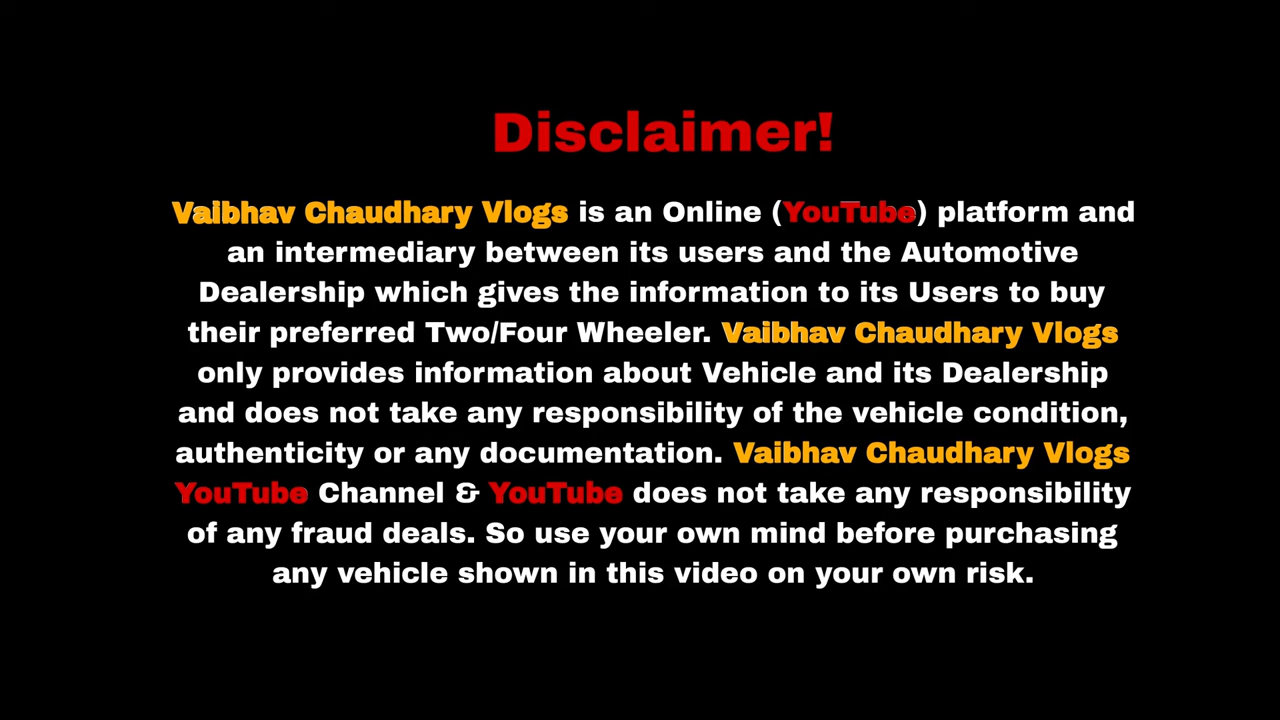 Disclaimer!
Vaibhav Chaudhary Vlogs is an Online (YouTube) platform and
an intermediary between its users and the Automotive
Dealership which gives the information to its Users to buy
their preferred Two/Four Wheeler. Vaibhav Chaudhary Vlogs
only provides information about Vehicle and its Dealership
and does not take any responsibility of the vehicle condition,
authenticity or any documentation. Vaibhav Chaudhary Vlogs
YouTube Channel & YouTube does not take any responsibility
of any fraud deals. So use your own mind before purchasing
any vehicle shown in this video on your own risk.